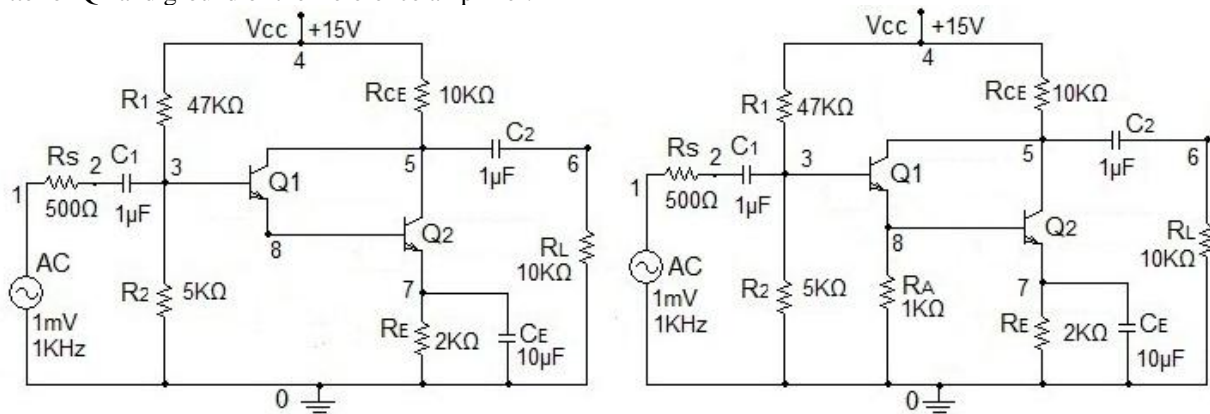 and ground
Vcc +15V
4
R1 47KΩ
RCE 10KΩ
C2
1µF
5
6
Rs 2 C1 3
1
500Ω 1µF
Q1
8
Q2
RL
10KΩ
AC
1mV
1KHz
R2 5KΩ
7
RE 2KΩ
CE
10µF
0
Vcc +15V
4
R1 47KΩ
RCE 10KΩ
C2
1µF
5
6
Rs 2 C1 3
1
500Ω 1µF
Q1
8
Q2
RL
10KΩ
AC
1mV
1KHz
R2 5KΩ
RA
1KΩ
7
RE 2KΩ
CE
10µF
0